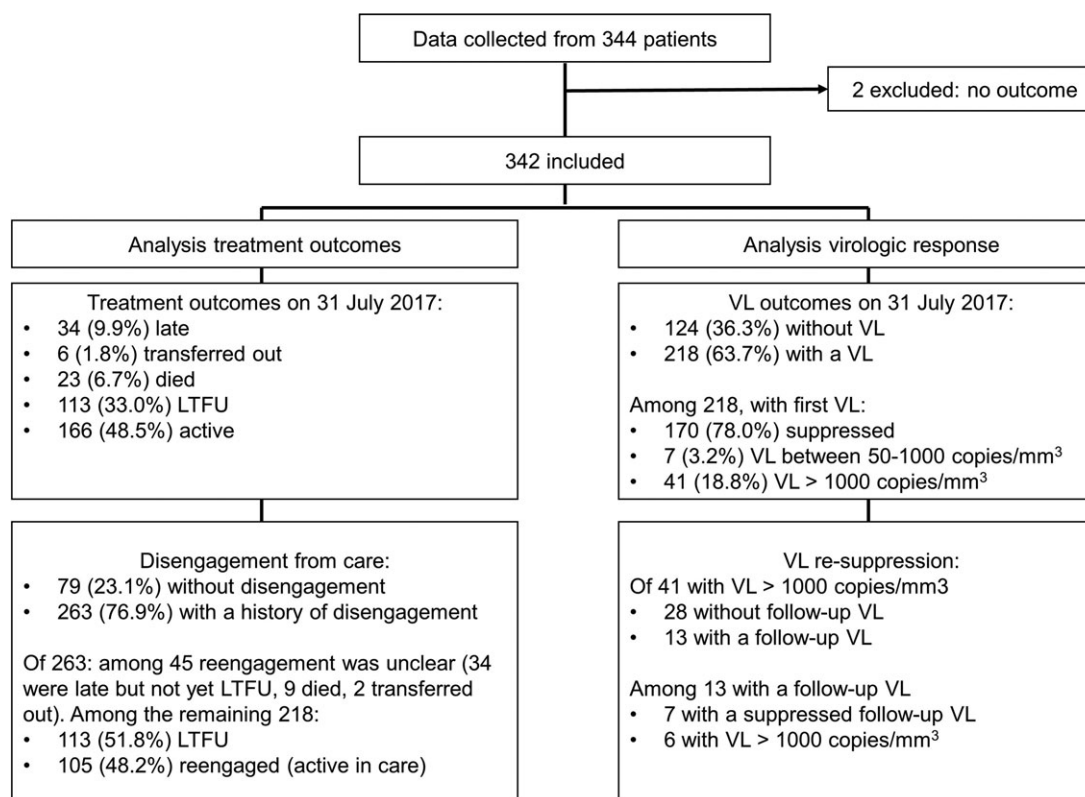 Data collected from 344 patients
2 excluded: no outcome
342 included
Analysis treatment outcomes
Treatment outcomes on 31 July 2017:
• 34 (9.9%) late
• 6 (1.8%) transferred out
• 23 (6.7%) died
• 113 (33.0%) LTFU
• 166 (48.5%) active
Disengagement from care:
• 79 (23.1%) without disengagement
• 263 (76.9%) with a history of disengagement
Of 263: among 45 reengagement was unclear (34
were late but not yet LTFU, 9 died, 2 transferred
out). Among the remaining 218:
• 113 (51.8%) LTFU
• 105 (48.2%) reengaged (active in care)
Analysis virologic response
VL outcomes on 31 July 2017:
• 124 (36.3%) without VL
• 218 (63.7%) with a VL
Among 218, with first VL:
• 170 (78.0%) suppressed
• 7 (3.2%) VL between 50-1000 copies/mm³
• 41 (18.8%) VL > 1000 copies/mm³
VL re-suppression:
Of 41 with VL > 1000 copies/mm3
• 28 without follow-up VL
• 13 with a follow-up VL
Among 13 with a follow-up VL
• 7 with a suppressed follow-up VL
• 6 with VL > 1000 copies/mm³